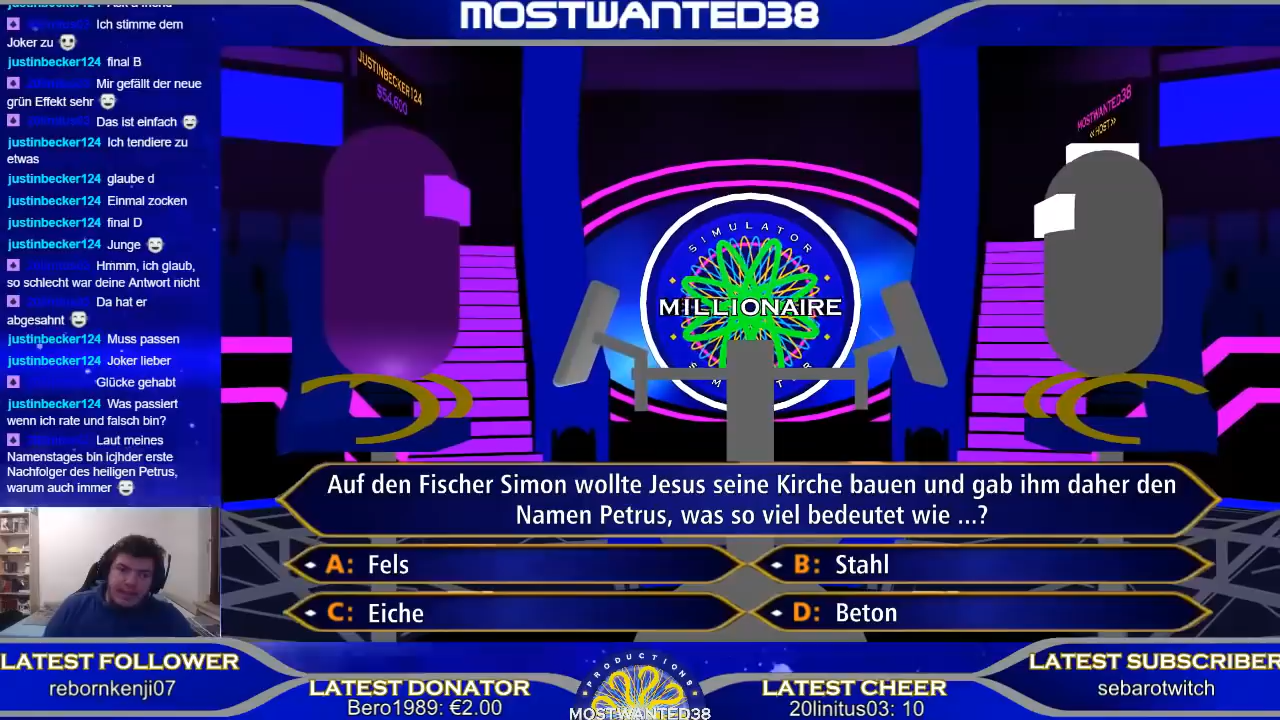 MOSTWANTED38
Ich stimme dem
Joker zu
justinbecker124 final B
Mir gefällt der neue
grün Effekt sehr
Das ist einfach
justinbecker124 Ich tendiere zu
etwas
justinbecker124 glaube d
justinbecker124 Einmal zocken
justinbecker124 final D
justinbecker124 Junge
Hmmm, ich glaub,
so schlecht war deine Antwort nicht
Da hat er
abgesahnt
justinbecker124 Muss passen
justinbecker124 Joker lieber
Glücke gehabt
justinbecker124 Was passiert
wenn ich rate und falsch bin?
Laut meines
Namenstages bin ichder erste
Nachfolger des heiligen Petrus,
warum auch immer
JUSTINBECKER124
$54,600
MOSTWANTED38
«HOST»
SIMULATOR
MILLIONAIRE
Auf den Fischer Simon wollte Jesus seine Kirche bauen und gab ihm daher den
Namen Petrus, was so viel bedeutet wie ...?
A: Fels
B: Stahl
C: Eiche
D: Beton
LATEST FOLLOWER
rebornkenji07
LATEST DONATOR
Bero1989: €2.00
PRODUCTIONS
MOSTWANTED38
LATEST CHEER
20linitus03: 10
LATEST SUBSCRIBER
sebarotwitch